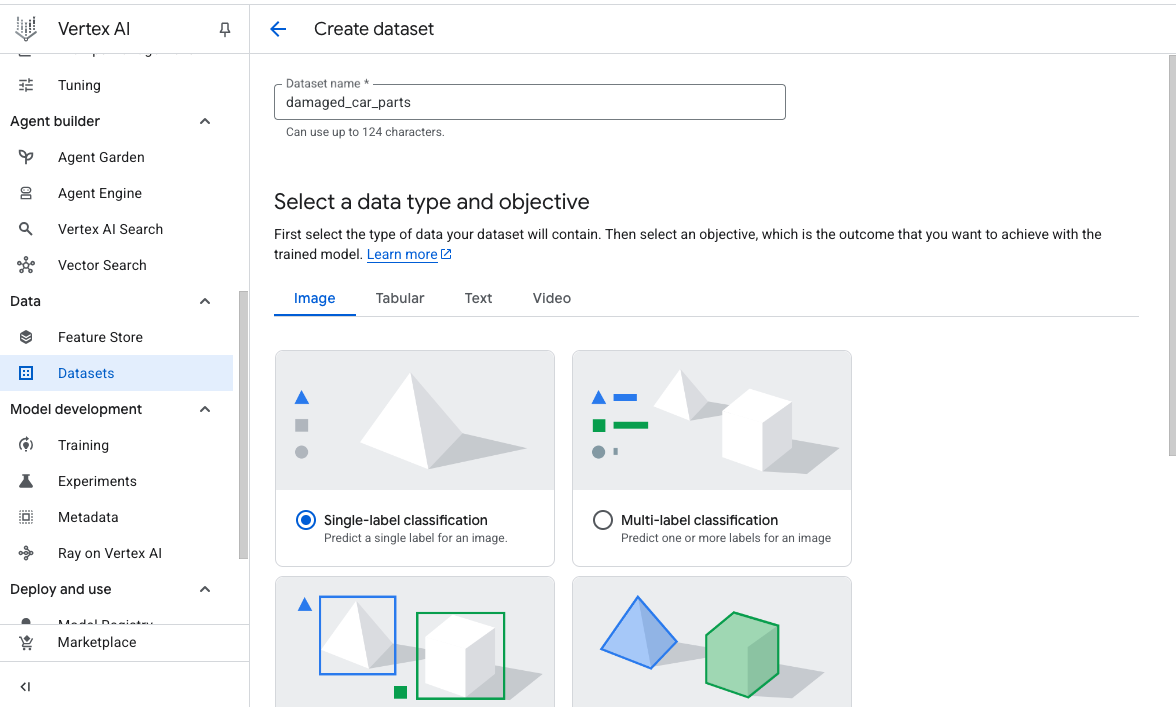 Vertex AI
Create dataset
Tuning
Agent builder
Agent Garden
Agent Engine
Vertex AI Search
Vector Search
Data
Feature Store
Datasets
Model development
Training
Experiments
Metadata
Ray on Vertex AI
Deploy and use
Model Registry
Marketplace
Dataset name *
damaged_car_parts
Can use up to 124 characters.
Select a data type and objective
First select the type of data your dataset will contain. Then select an objective, which is the outcome that you want to achieve with the
trained model. Learn more
Image Tabular Text Video
Single-label classification
Predict a single label for an image.
Multi-label classification
Predict one or more labels for an image